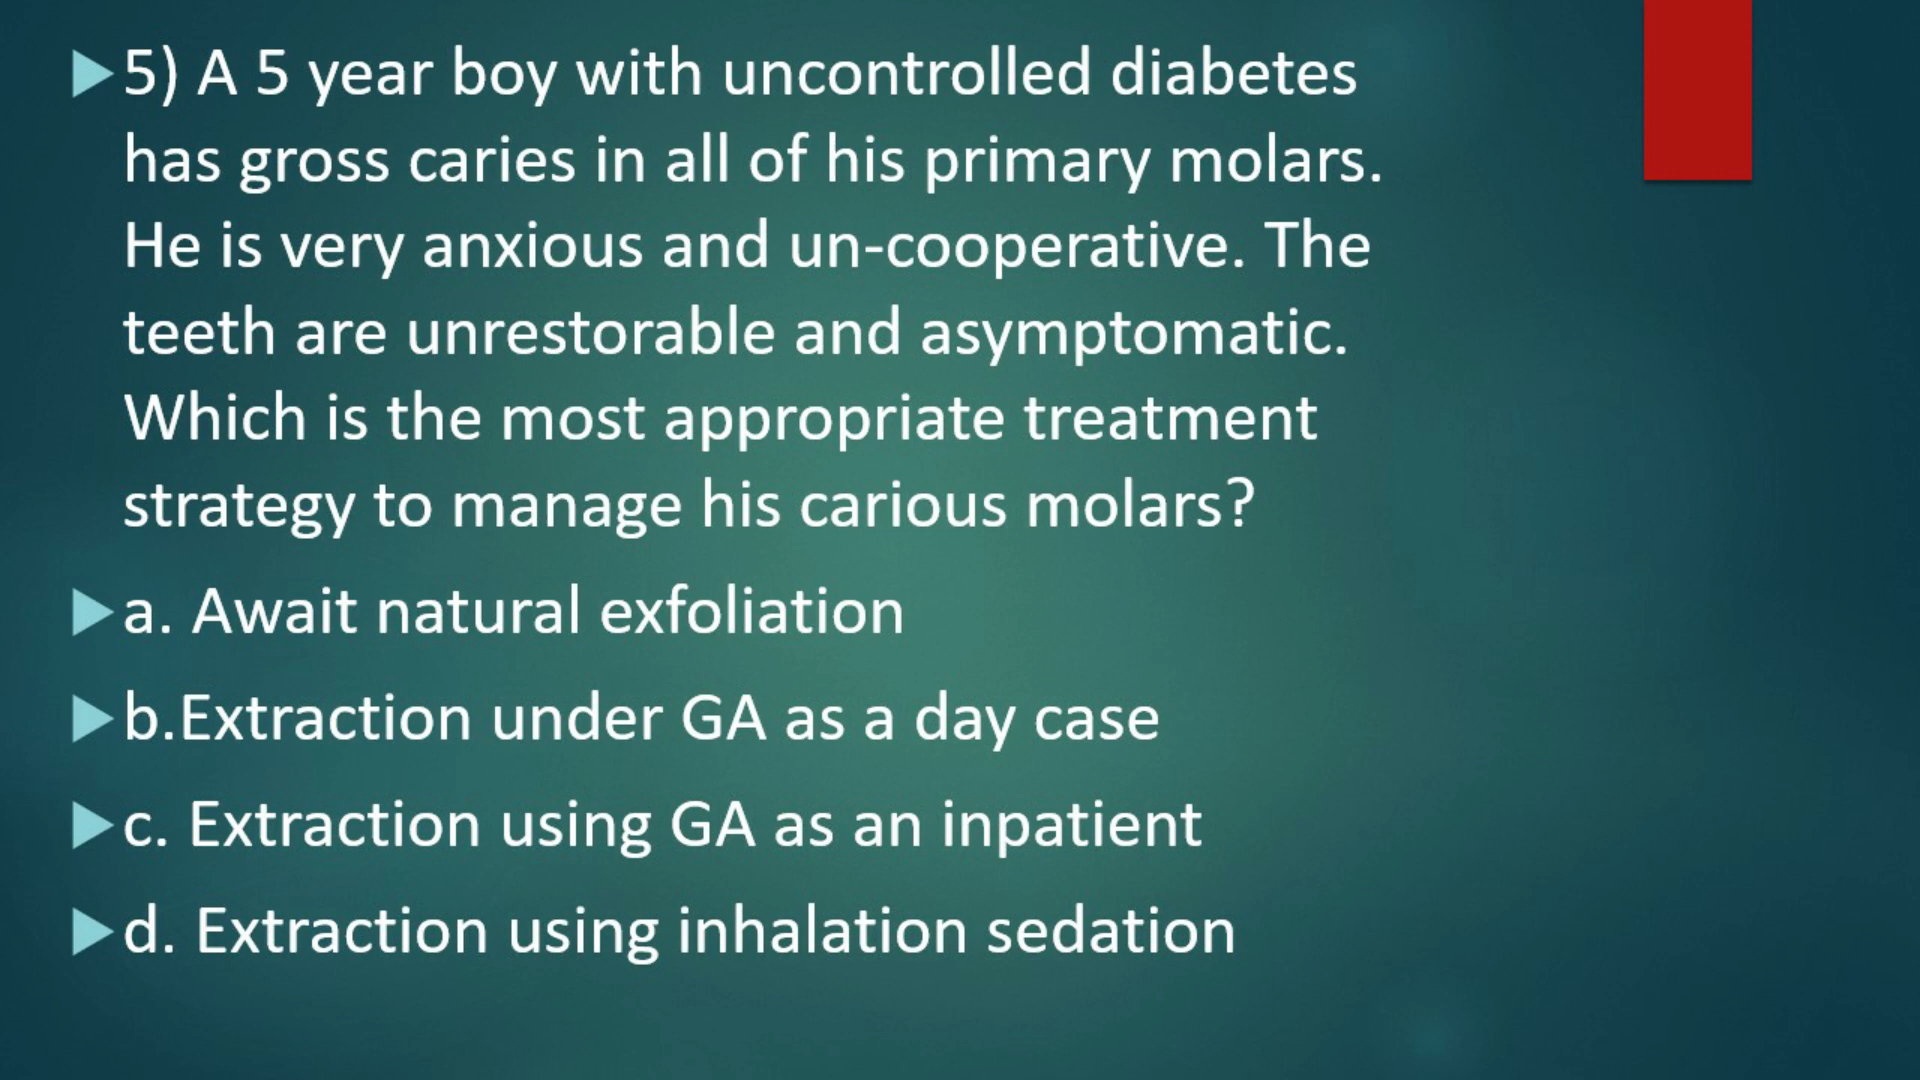 5) A 5 year boy with uncontrolled diabetes
has gross caries in all of his primary molars.
He is very anxious and un-cooperative. The
teeth are unrestorable and asymptomatic.
Which is the most appropriate treatment
strategy to manage his carious molars?
a. Await natural exfoliation
b.Extraction under GA as a day case
c. Extraction using GA as an inpatient
d. Extraction using inhalation sedation